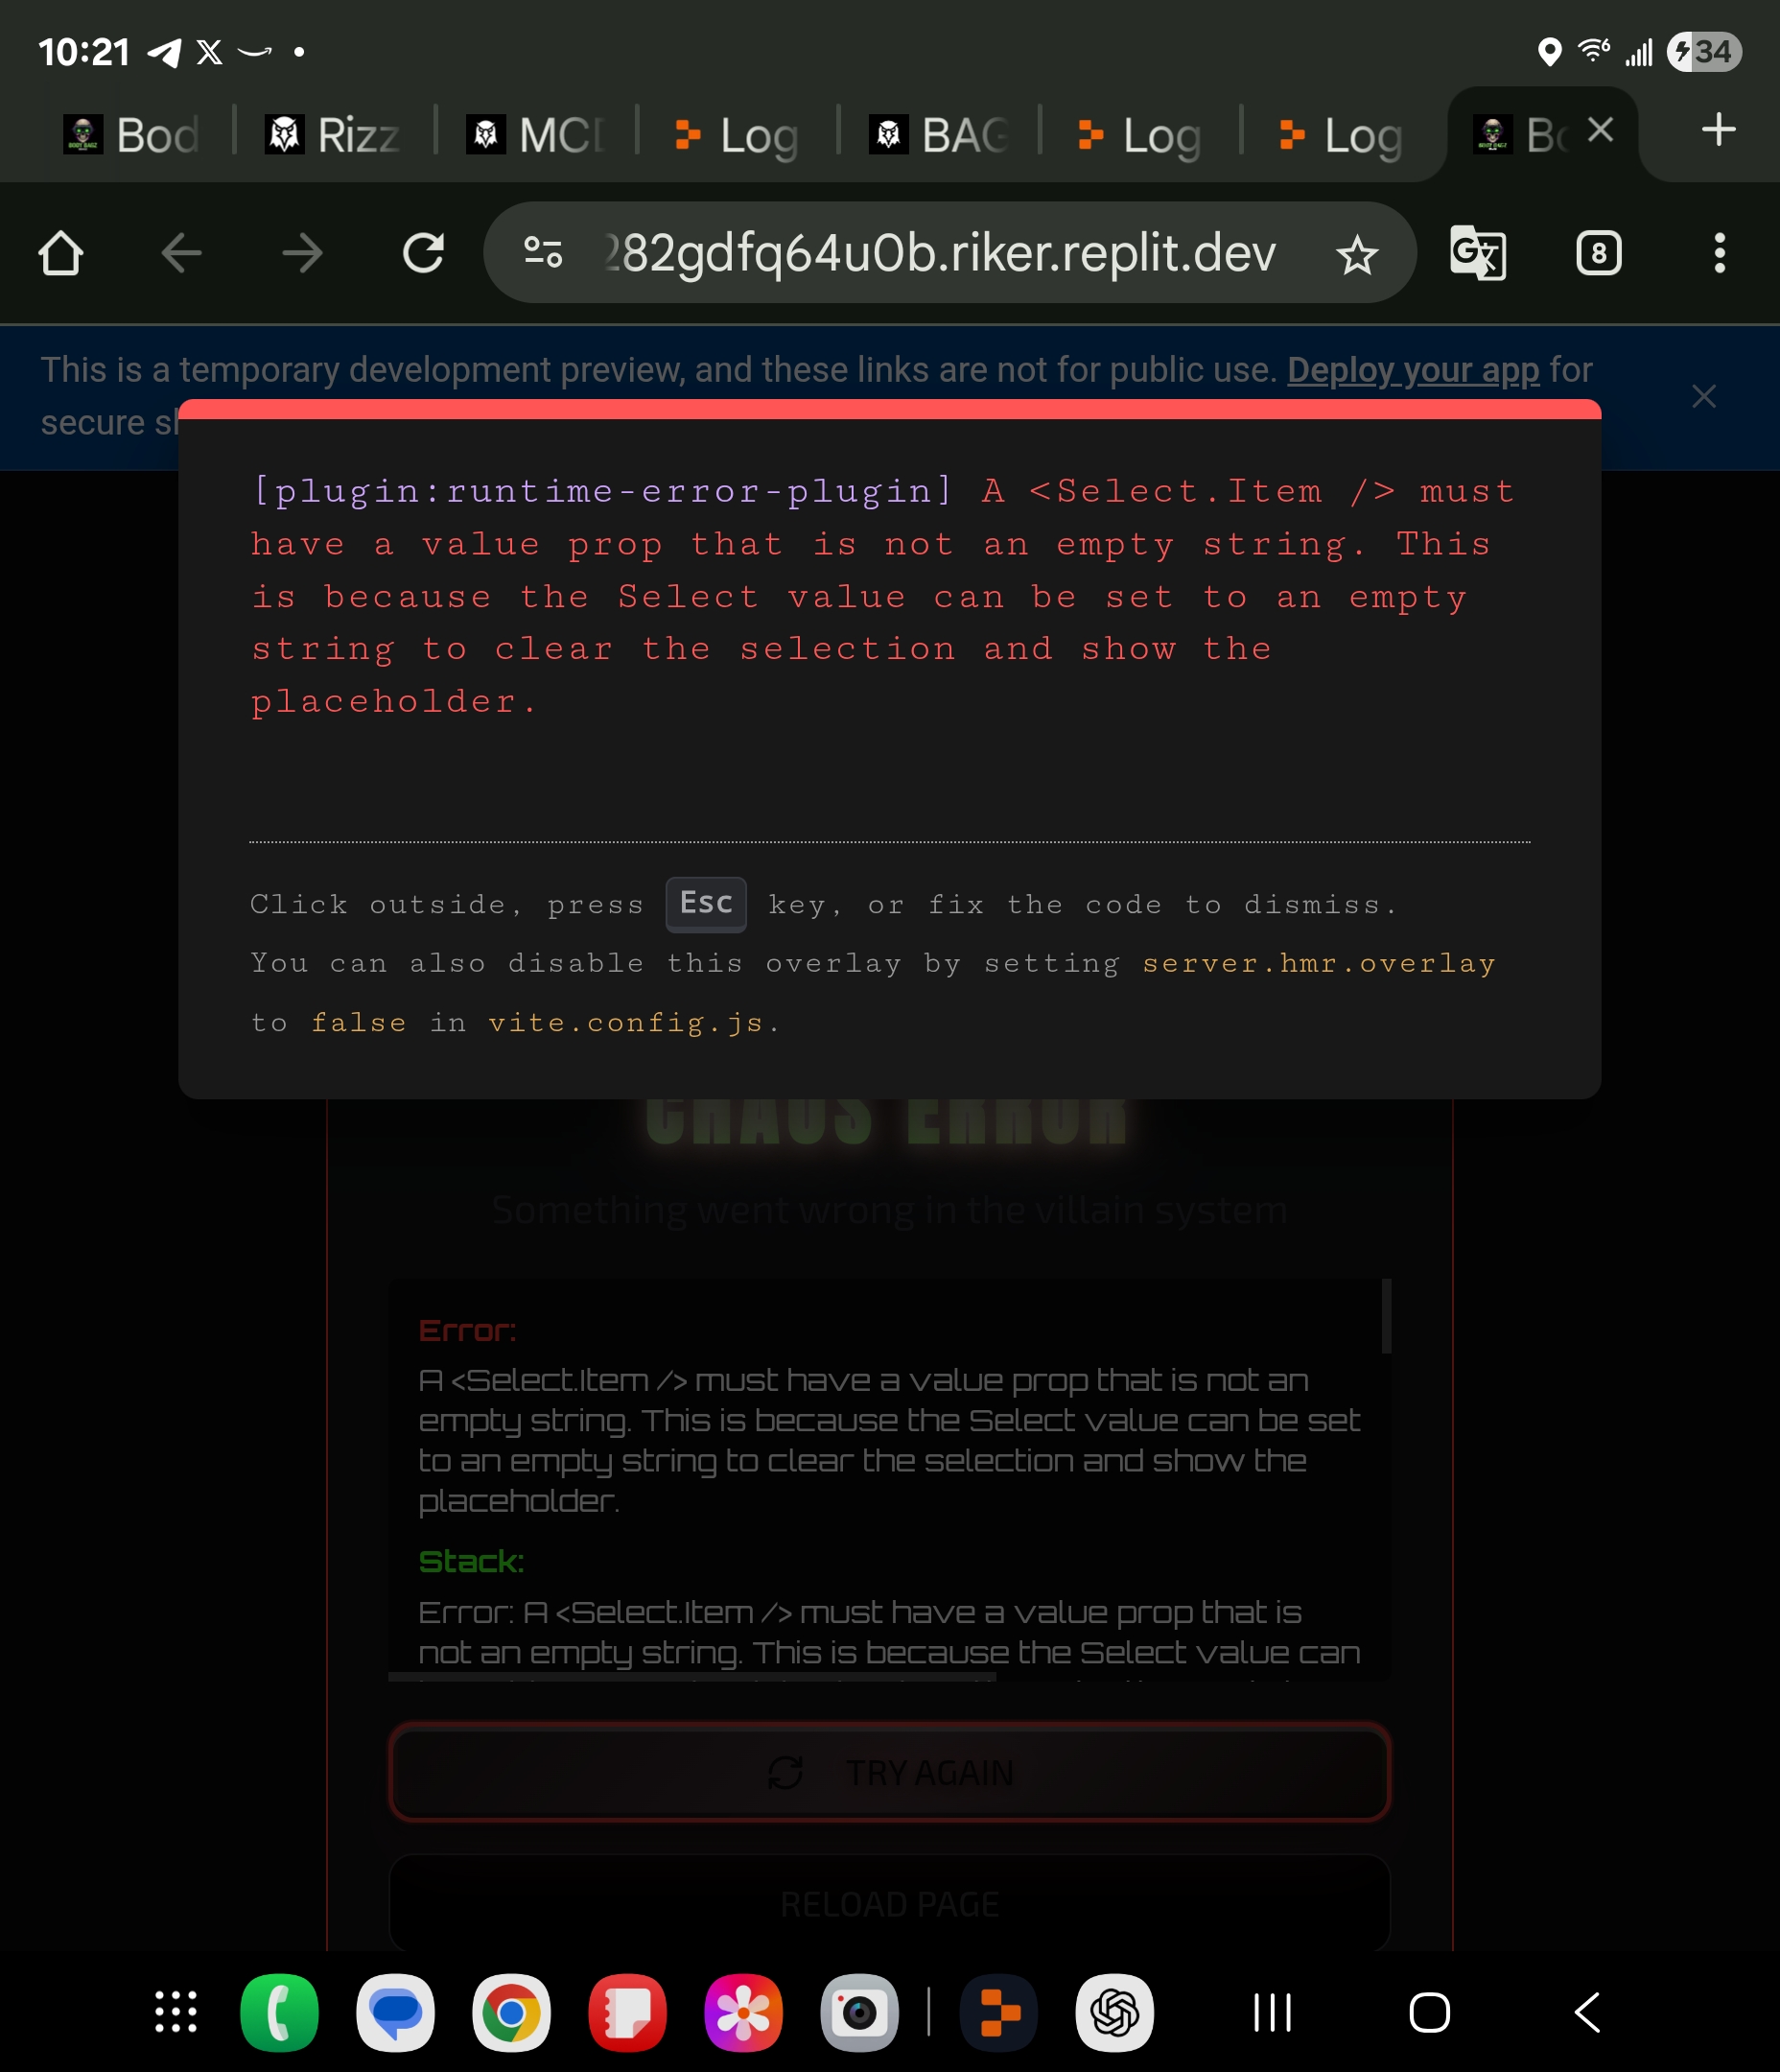 10:21
34
Bod
Rizz
MC
Log
BAG
Log
Log
Bo
282gdfq64u0b.riker.replit.dev
8
This is a temporary development preview, and these links are not for public use. Deploy your app for
secure
[plugin:runtime-error-plugin] A <Select.Item /> must
have a value prop that is not an empty string. This
is because the Select value can be set to an empty
string to clear the selection and show the
placeholder.
Click outside, press Esc key, or fix the code to dismiss.
You can also disable this overlay by setting server.hmr.overlay
to false in vite.config.js.
CHAOS ERROR
Something went wrong in the villain system
Error:
A <Select.Item /> must have a value prop that is not an
empty string. This is because the Select value can be set
to an empty string to clear the selection and show the
placeholder.
Stack:
Error: A <Select.Item /> must have a value prop that is
not an empty string. This is because the Select value can
TRY AGAIN
RELOAD PAGE